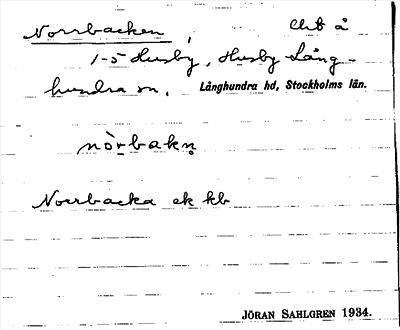 Norrbacken, Ant å
1-5 Husby, Husby Lång-
hundra sn, Långhundra hd, Stockholms län.
nòrbakn
Norrbacka ek kb
JÖRAN SAHLGREN 1934.